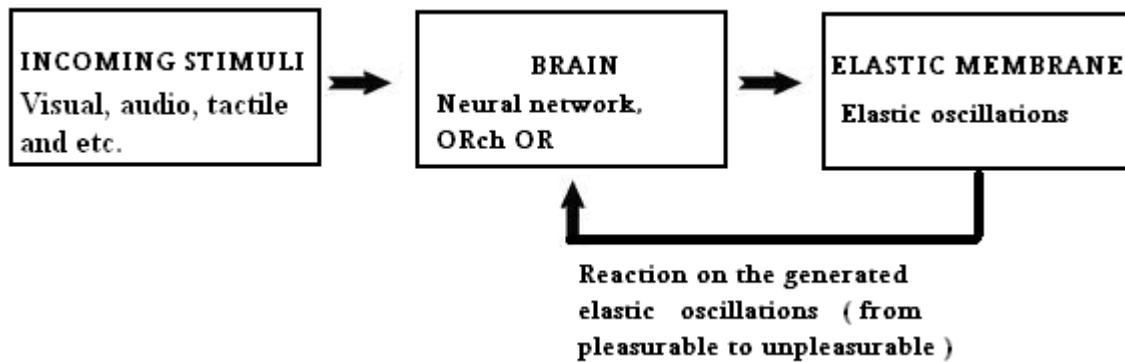 INCOMING STIMULI
Visual, audio, tactile
and etc.
BRAIN
Neural network,
ORch OR
ELASTIC MEMBRANE
Elastic oscillations
Reaction on the generated
elastic oscillations ( from
pleasurable to unpleasurable )